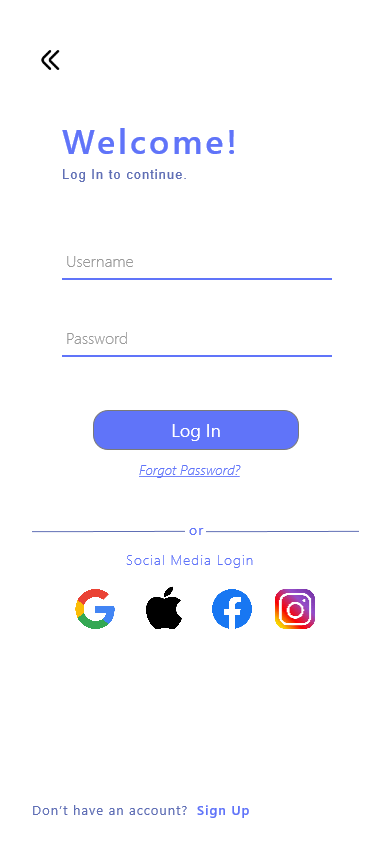 Welcome!
Log In to continue.
Username
Password
Log In
Forgot Password?
or
Social Media Login
Don’t have an account? Sign Up